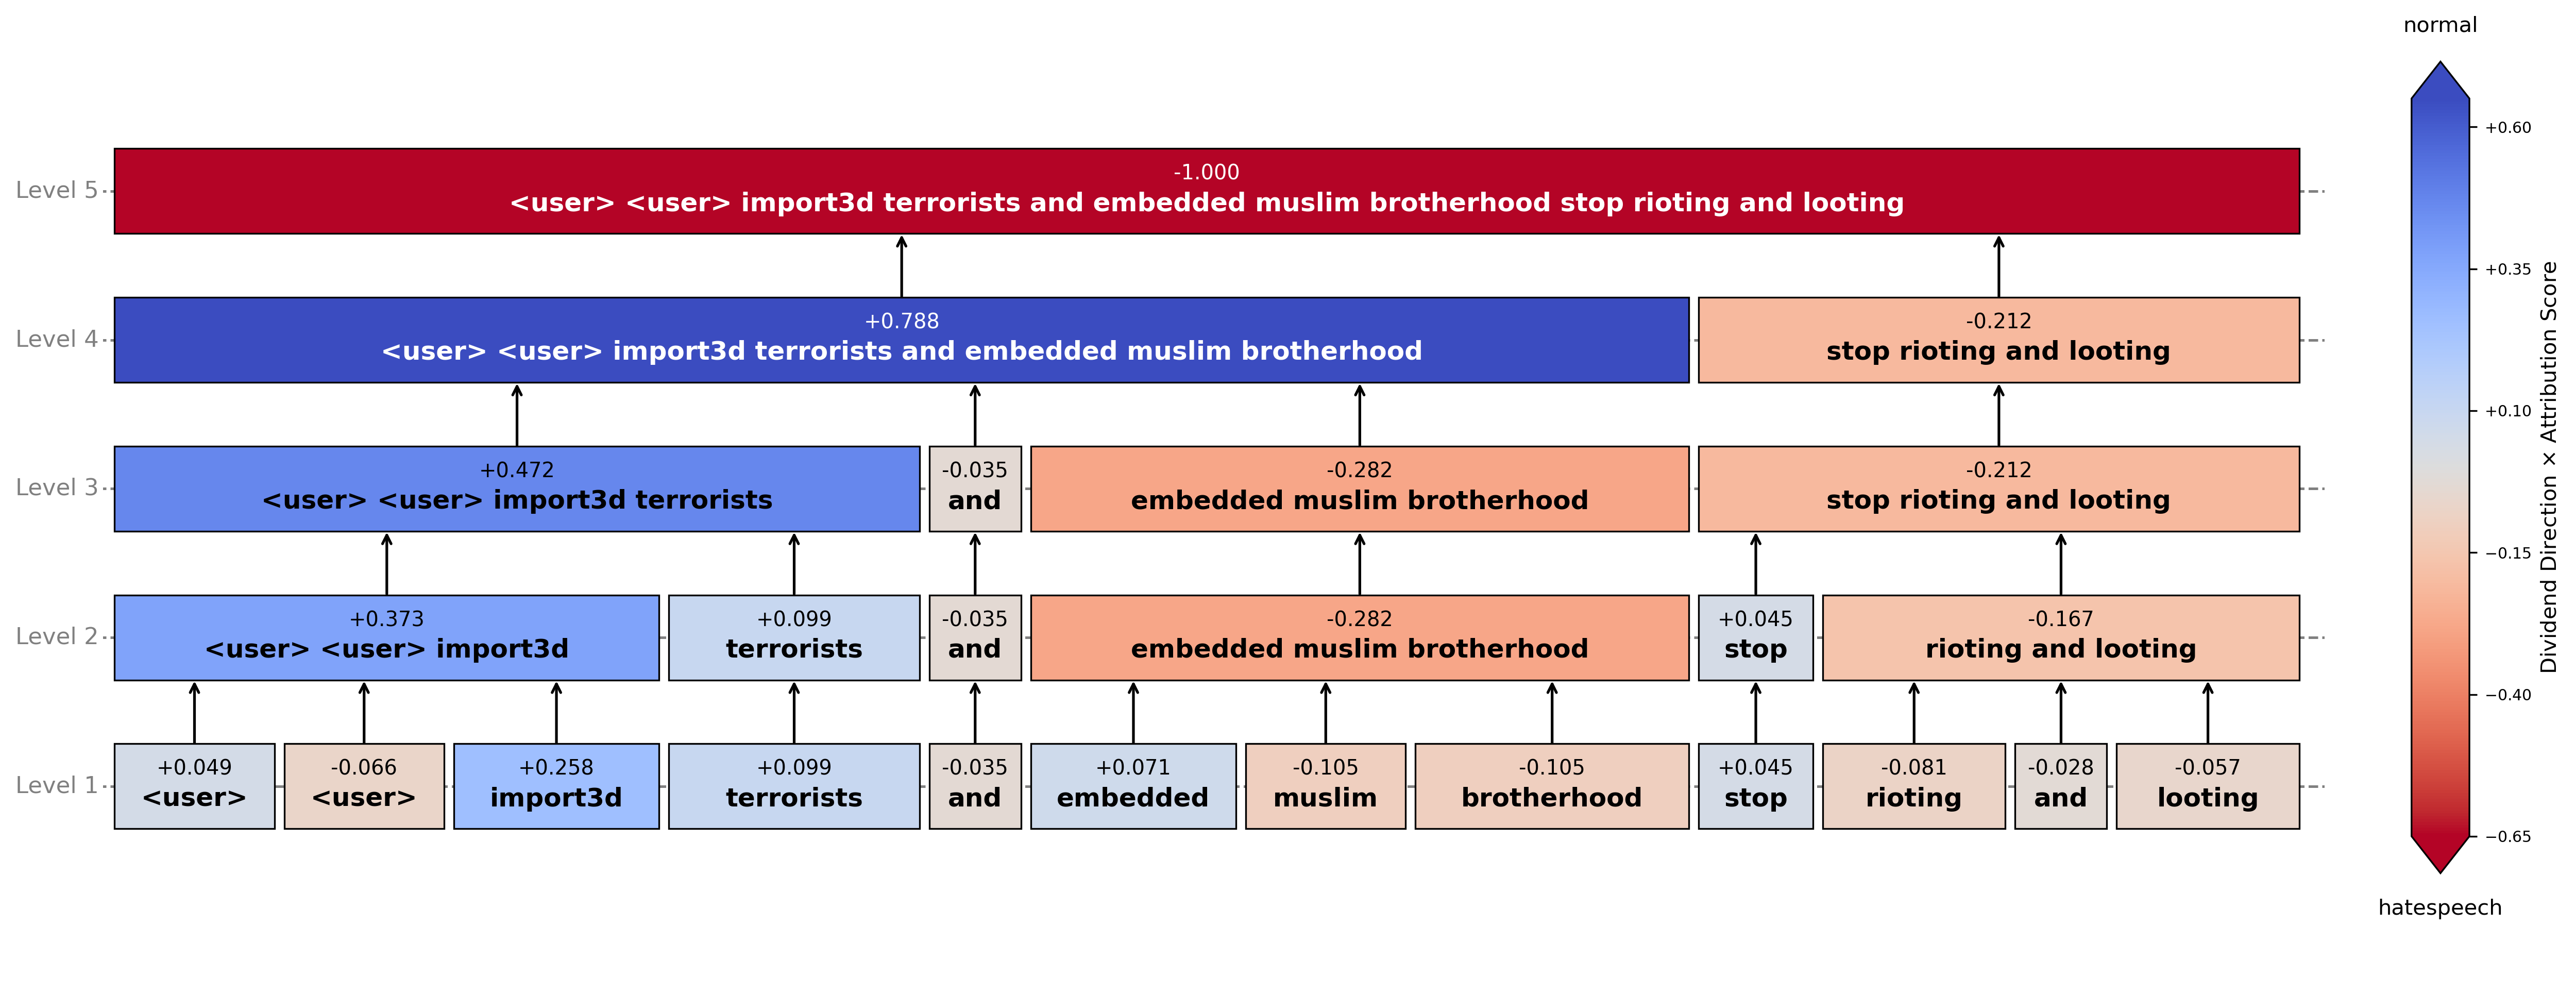 normal
Level 5
-1.000
<user> <user> import3d terrorists and embedded muslim brotherhood stop rioting and looting
Level 4
+0.788
<user> <user> import3d terrorists and embedded muslim brotherhood
-0.212
stop rioting and looting
Level 3
+0.472
<user> <user> import3d terrorists
-0.035
and
-0.282
embedded muslim brotherhood
-0.212
stop rioting and looting
Level 2
+0.373
<user> <user> import3d
+0.099
terrorists
-0.035
and
-0.282
embedded muslim brotherhood
+0.045
stop
-0.167
rioting and looting
Level 1
+0.049
<user>
-0.066
<user>
+0.258
import3d
+0.099
terrorists
-0.035
and
+0.071
embedded
-0.105
muslim
-0.105
brotherhood
+0.045
stop
-0.081
rioting
-0.028
and
-0.057
looting
+0.60
+0.35
+0.10
−0.15
−0.40
−0.65
Dividend Direction × Attribution Score
hatespeech